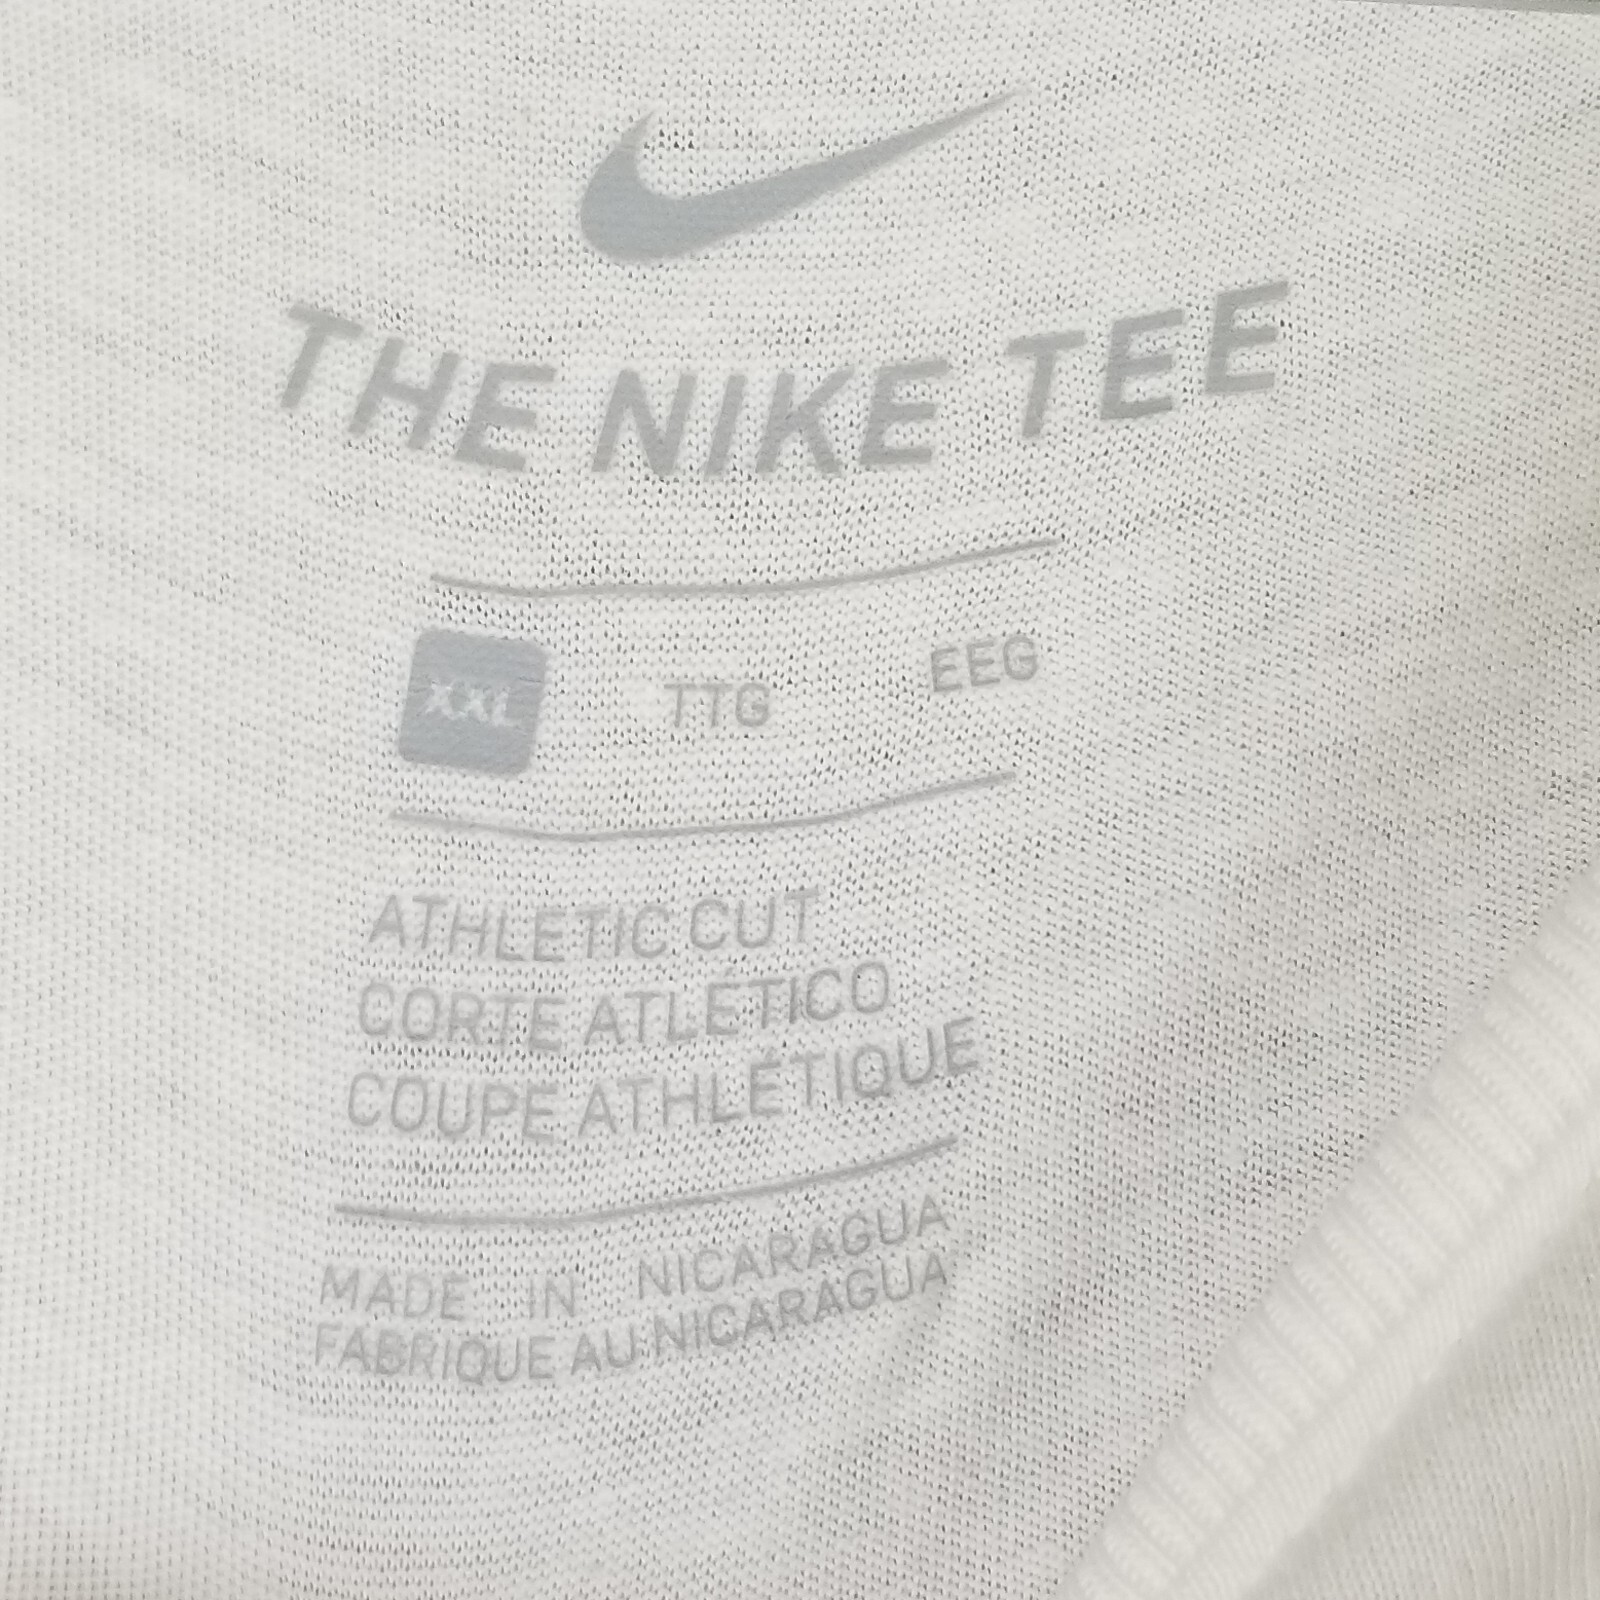 THE NIKE TEE
XXL TTG EEG
ATHLETIC CUT
CORTE ATLÉTICO
COUPE ATHLÉTIQUE
MADE IN NICARAGUA
FABRIQUE AU NICARAGUA